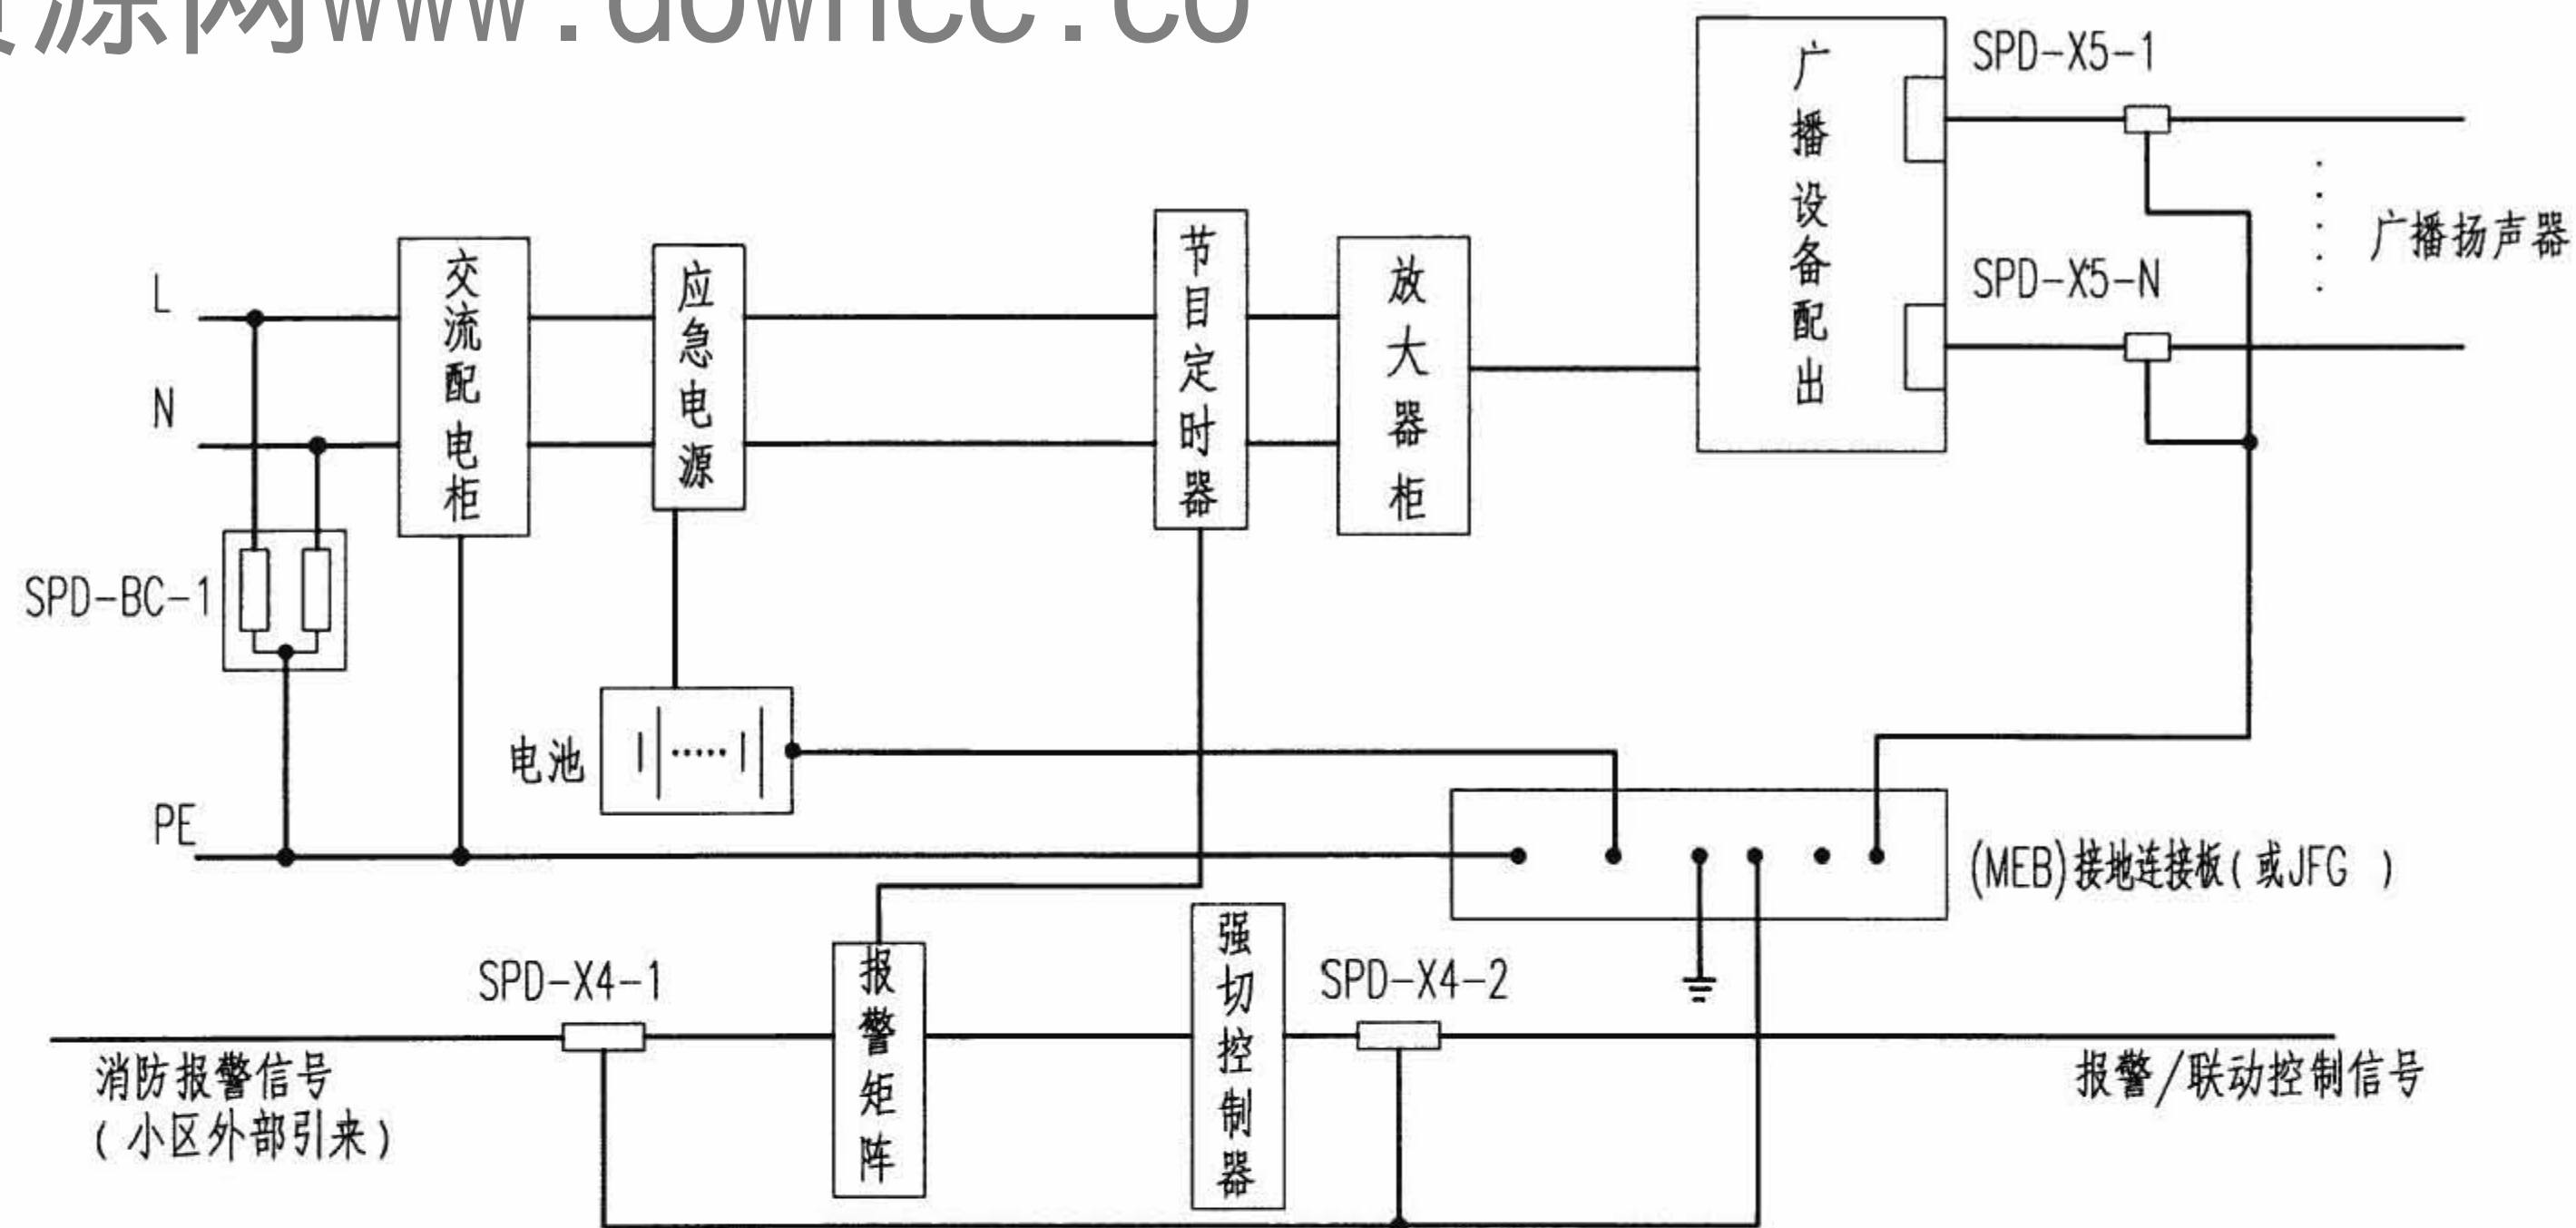 源网www.downcc.co
SPD-X5-1
广播设备配出
SPD-X5-N
广播扬声器
L
N
交流配电柜
应急电源
节目定时器
放大器柜
SPD-BC-1
电池
PE
(MEB)接地连接板(或JFG )
SPD-X4-1
报警矩阵
强切控制器
SPD-X4-2
消防报警信号
(小区外部引来)
报警/联动控制信号